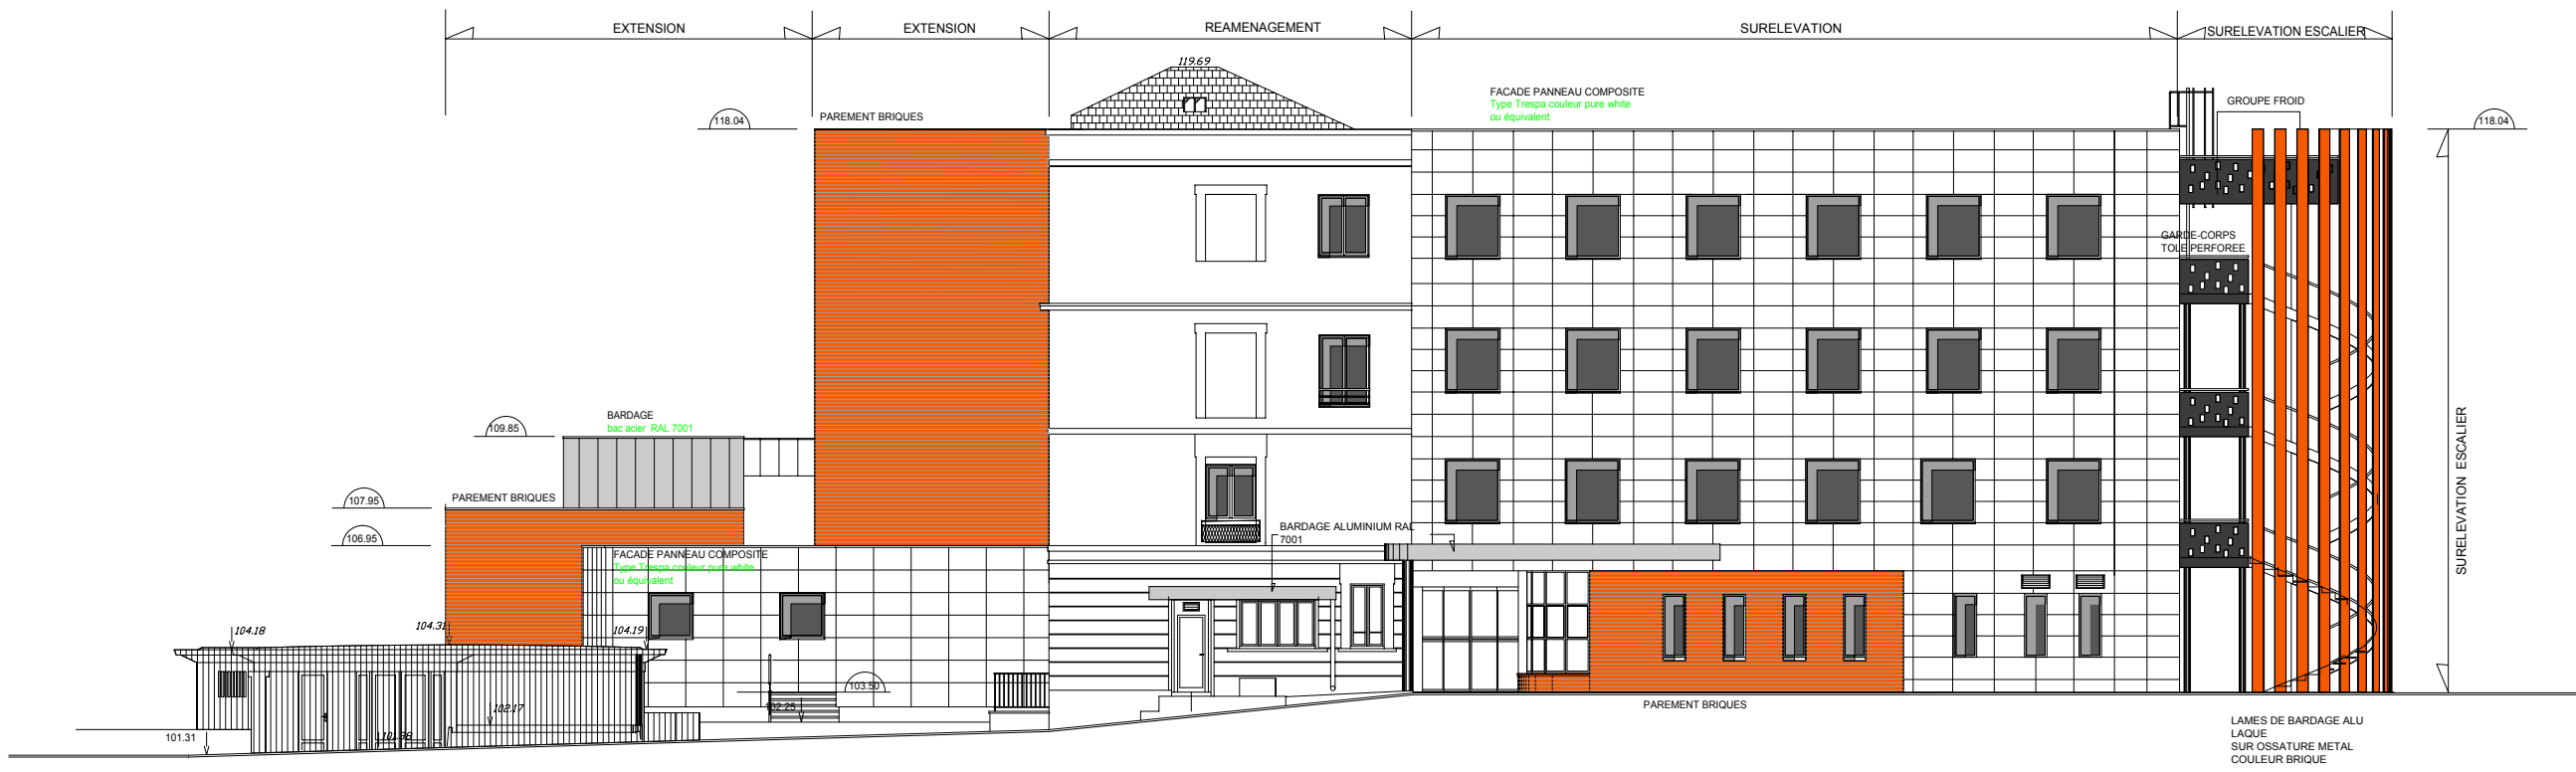 EXTENSION
EXTENSION
REAMENAGEMENT
SURELEVATION
SURELEVATION ESCALIER
119.69
FACADE PANNEAU COMPOSITE
Type Trespa couleur pure white
ou équivalent
GROUPE FROID
118.04
PAREMENT BRIQUES
118.04
GARDE-CORPS
TOLE PERFOREE
BARDAGE
bac acier RAL 7001
109.85
SURELEVATION ESCALIER
107.95
PAREMENT BRIQUES
106.95
BARDAGE ALUMINIUM RAL
7001
FACADE PANNEAU COMPOSITE
Type Trespa couleur pure white
ou équivalent
104.18
104.31
104.19
103.50
102.17
102.25
101.31
101.36
PAREMENT BRIQUES
LAMES DE BARDAGE ALU
LAQUE
SUR OSSATURE METAL
COULEUR BRIQUE